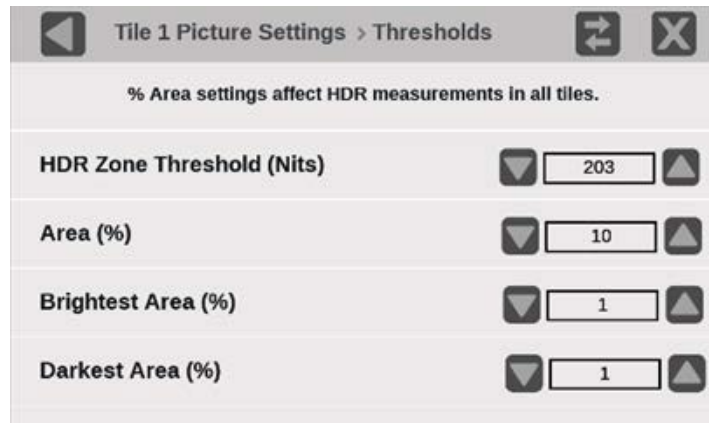 Tile 1 Picture Settings > Thresholds
% Area settings affect HDR measurements in all tiles.
HDR Zone Threshold (Nits) 203
Area (%) 10
Brightest Area (%) 1
Darkest Area (%) 1